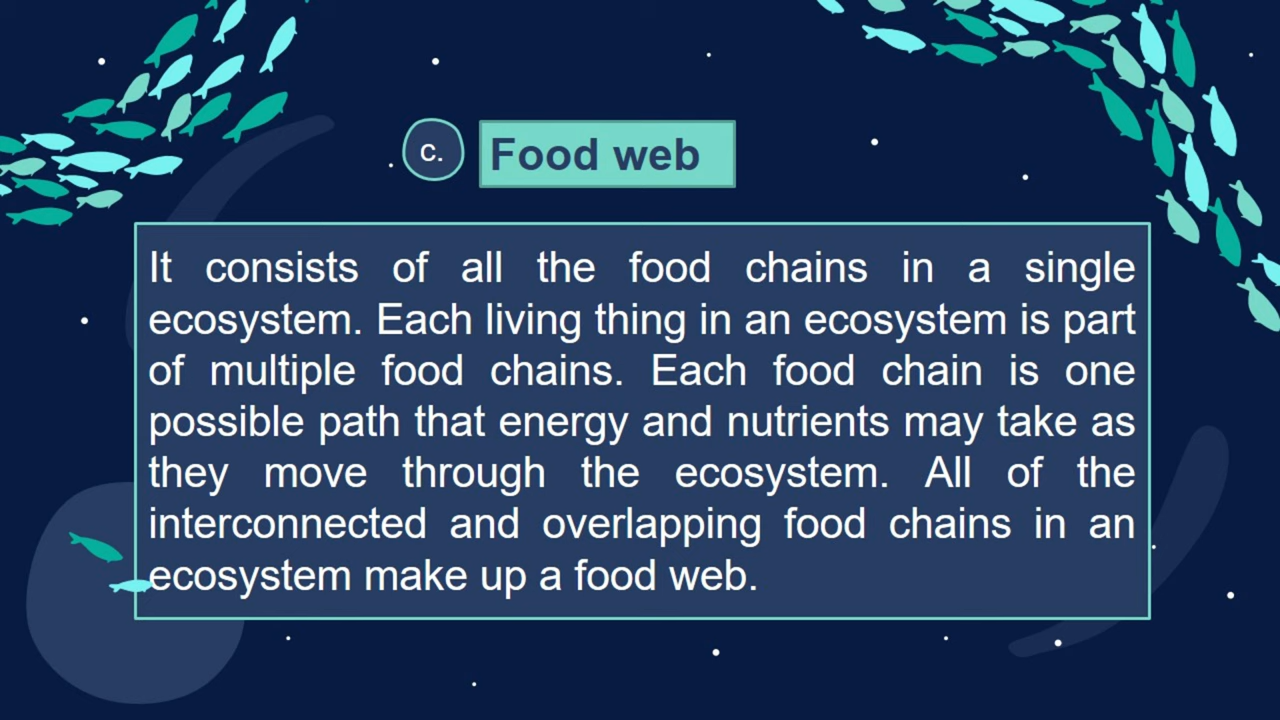 c.
Food web
It consists of all the food chains in a single
ecosystem. Each living thing in an ecosystem is part
of multiple food chains. Each food chain is one
possible path that energy and nutrients may take as
they move through the ecosystem. All of the
interconnected and overlapping food chains in an
ecosystem make up a food web.